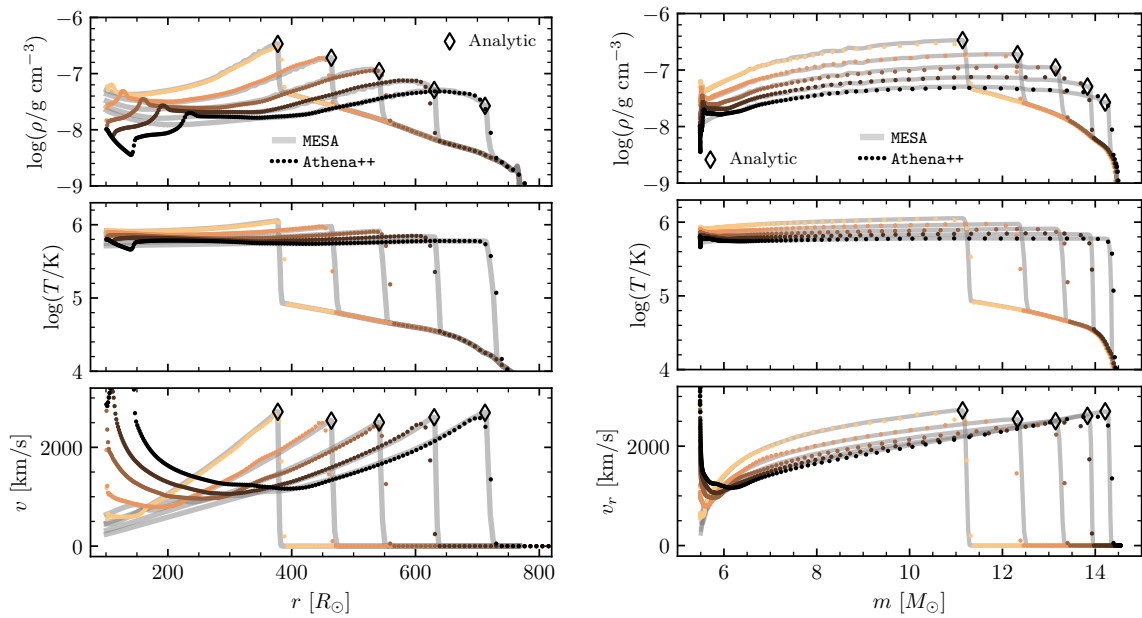 −6
−7
−8
−9
log(ρ/g cm⁻³)
Analytic
MESA
Athena++
6
5
4
log(T/K)
2000
0
v [km/s]
200
400
600
800
r [R☉]
−6
−7
−8
−9
log(ρ/g cm⁻³)
Analytic
MESA
Athena++
6
5
4
log(T/K)
2000
0
v_r [km/s]
6
8
10
12
14
m [M☉]